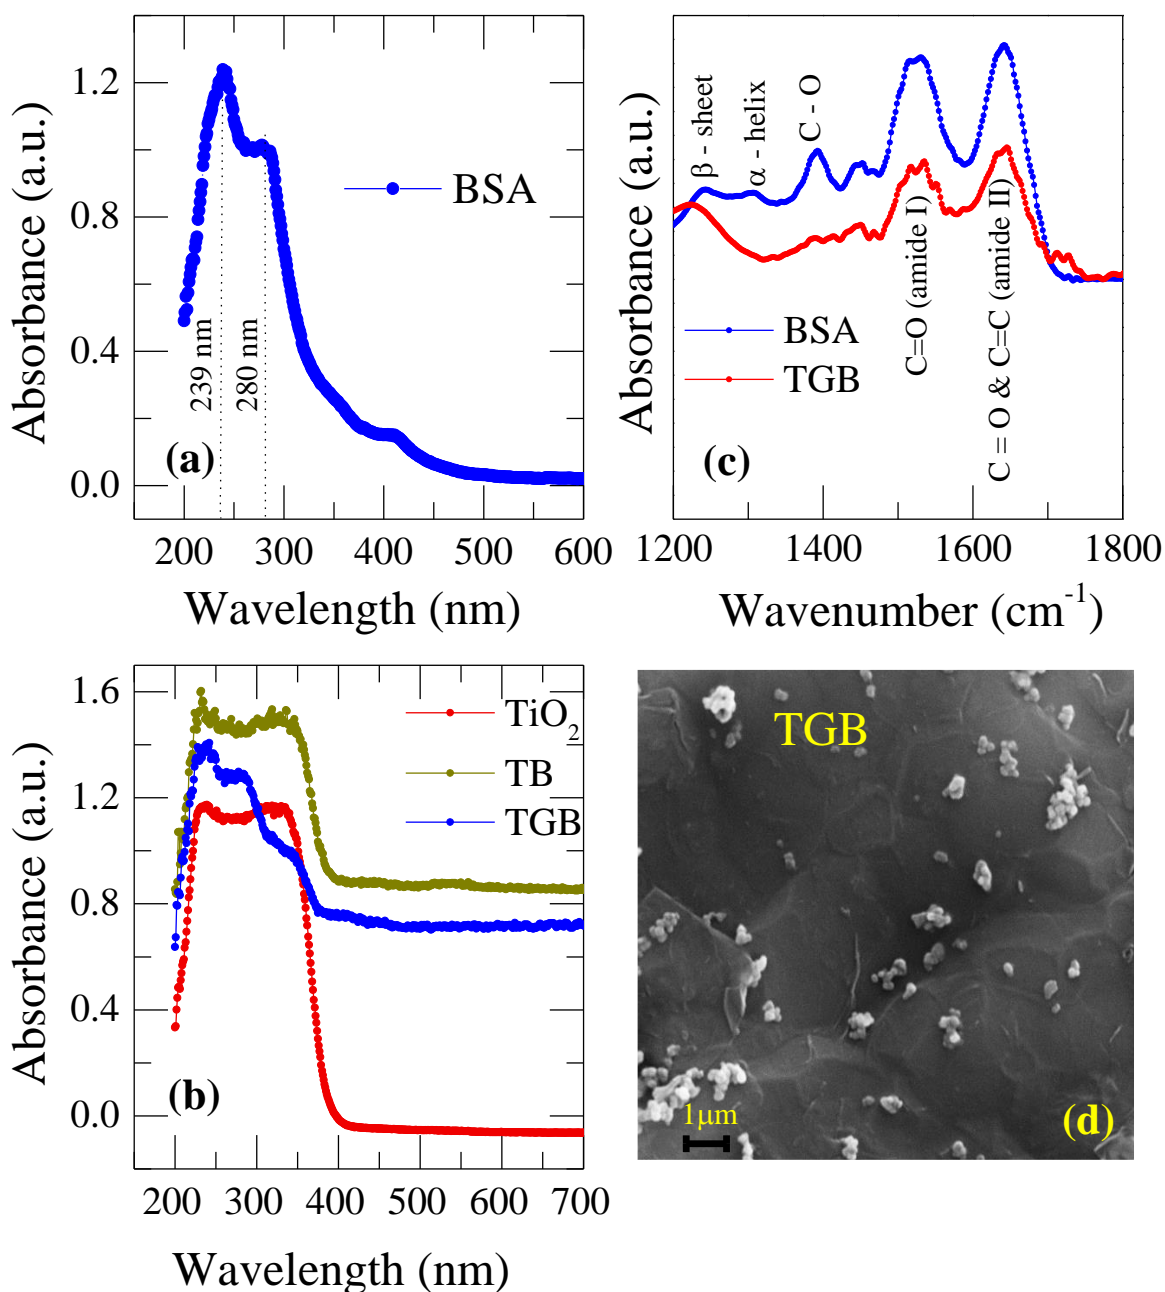 1.2
0.8
0.4
0.0
Absorbance (a.u.)
BSA
239 nm
280 nm
(a)
200 300 400 500 600
Wavelength (nm)
Absorbance (a.u.)
β - sheet
α - helix
C - O
C=O (amide I)
C = O & C=C (amide II)
BSA
TGB
(c)
1200 1400 1600 1800
Wavenumber (cm⁻¹)
1.6
1.2
0.8
0.4
0.0
Absorbance (a.u.)
TiO₂
TB
TGB
(b)
200 300 400 500 600 700
Wavelength (nm)
TGB
1μm
(d)